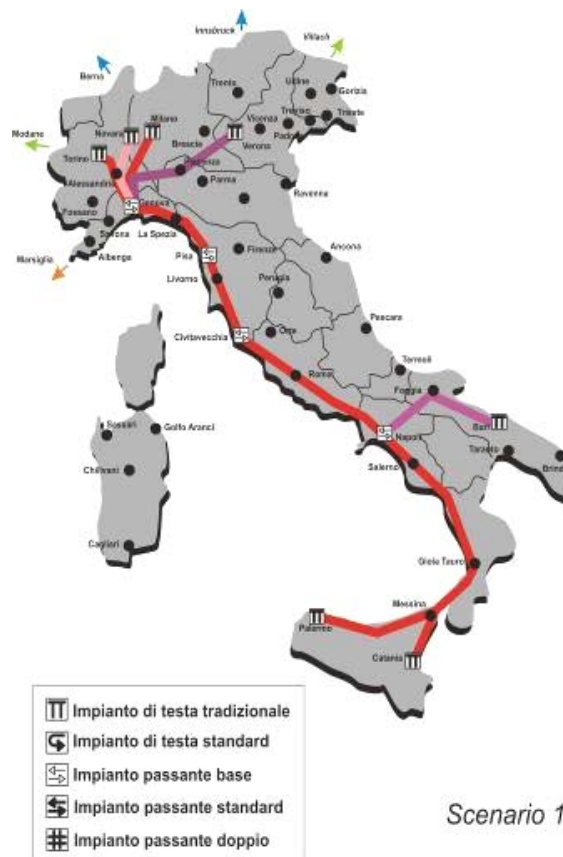 Innsbruck
Villach
Berna
Trento
Udine
Gorizia
Modane
Novara
Milano
Vicenza
Treviso
Trieste
Torino
Brescia
Verona
Padova
Piacenza
Alessandria
Parma
Genova
Ravenna
Fossano
Savona
La Spezia
Marsiglia
Albenga
Pisa
Firenze
Ancona
Livorno
Perugia
Civitavecchia
Orte
Pescara
Roma
Termoli
Foggia
Sassari
Golfo Aranci
Napoli
Bari
Chilivani
Salerno
Taranto
Brind
Cagliari
Gioia Tauro
Messina
Palermo
Catania
Impianto di testa tradizionale
Impianto di testa standard
Impianto passante base
Impianto passante standard
Impianto passante doppio
Scenario 1